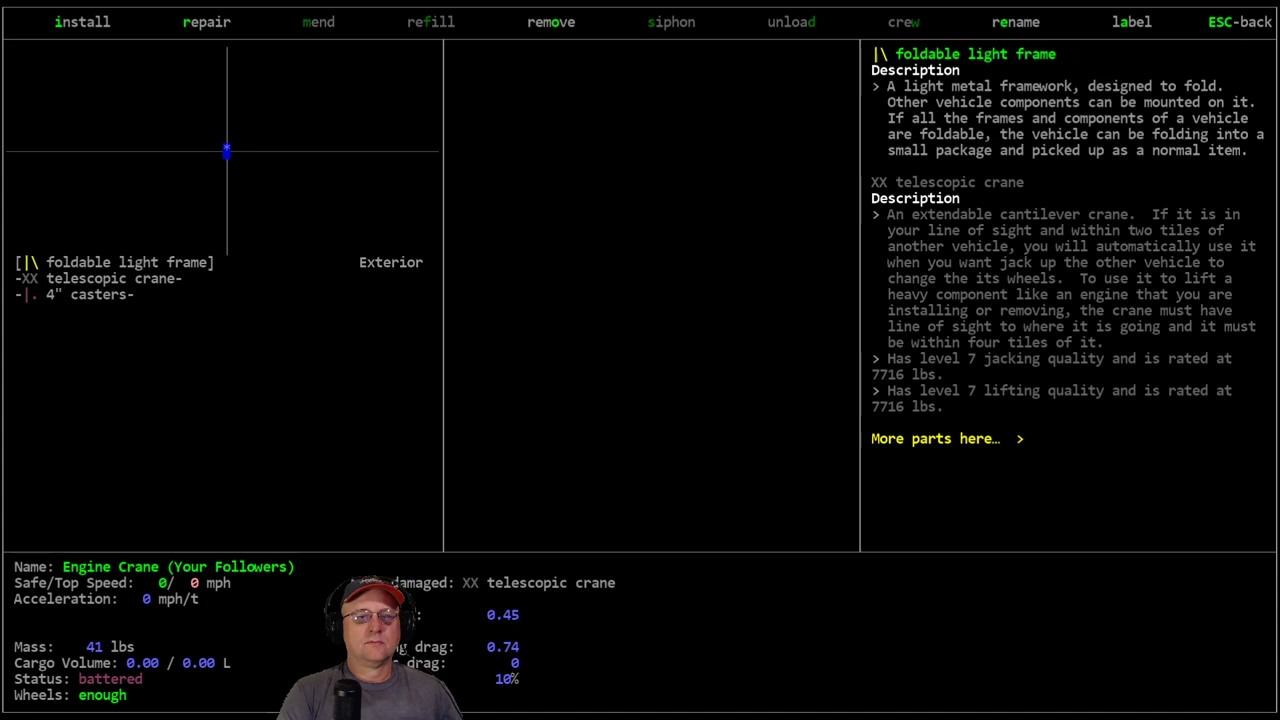 install repair mend refill remove siphon unload crew rename label ESC-back
|\ foldable light frame
Description
> A light metal framework, designed to fold.
Other vehicle components can be mounted on it.
If all the frames and components of a vehicle
are foldable, the vehicle can be folding into a
small package and picked up as a normal item.
XX telescopic crane
Description
> An extendable cantilever crane.  If it is in
your line of sight and within two tiles of
another vehicle, you will automatically use it
when you want jack up the other vehicle to
change the its wheels.  To use it to lift a
heavy component like an engine that you are
installing or removing, the crane must have
line of sight to where it is going and it must
be within four tiles of it.
> Has level 7 jacking quality and is rated at
7716 lbs.
> Has level 7 lifting quality and is rated at
7716 lbs.
More parts here…  >
*
[|\ foldable light frame] Exterior
-XX telescopic crane-
-|. 4" casters-
Name: Engine Crane (Your Followers)
Safe/Top Speed: 0/ 0 mph
damaged: XX telescopic crane
Acceleration: 0 mph/t
: 0.45
Mass: 41 lbs
drag: 0.74
Cargo Volume: 0.00 / 0.00 L
drag: 0
Status: battered
10%
Wheels: enough